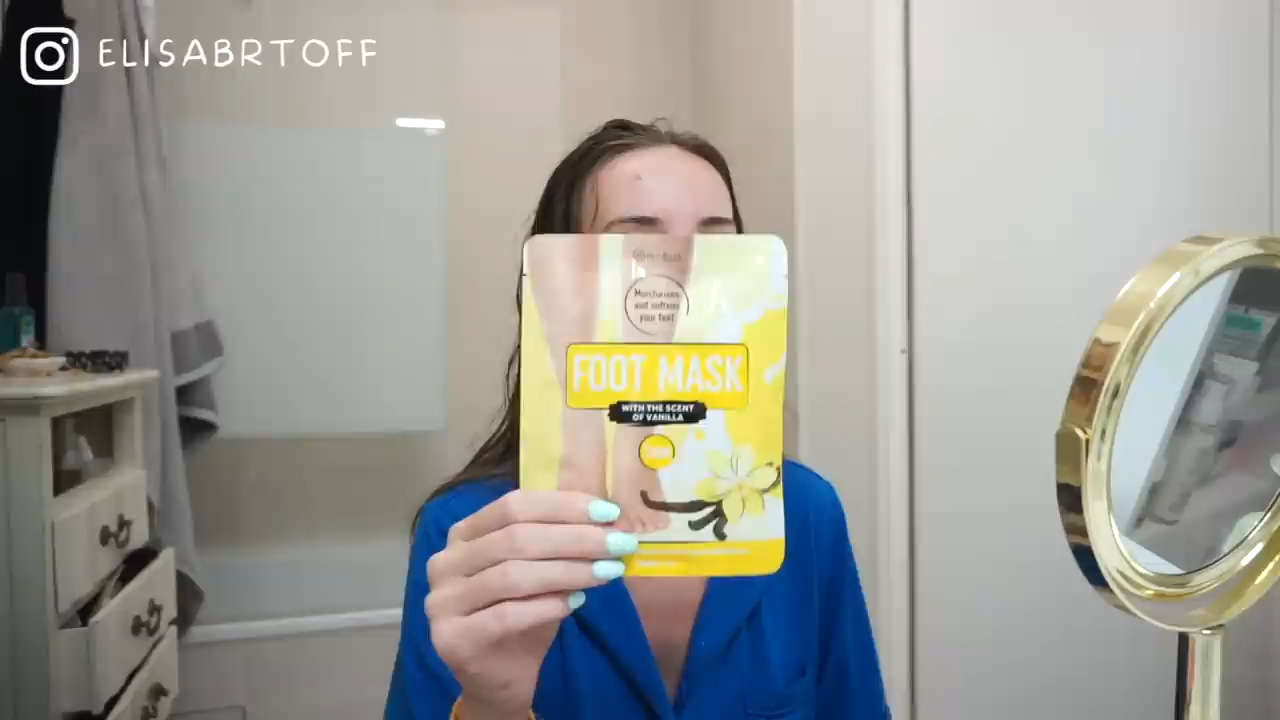 ELISABRTOFF
Moisturises
and softens
your feet
FOOT MASK
WITH THE SCENT
OF VANILLA